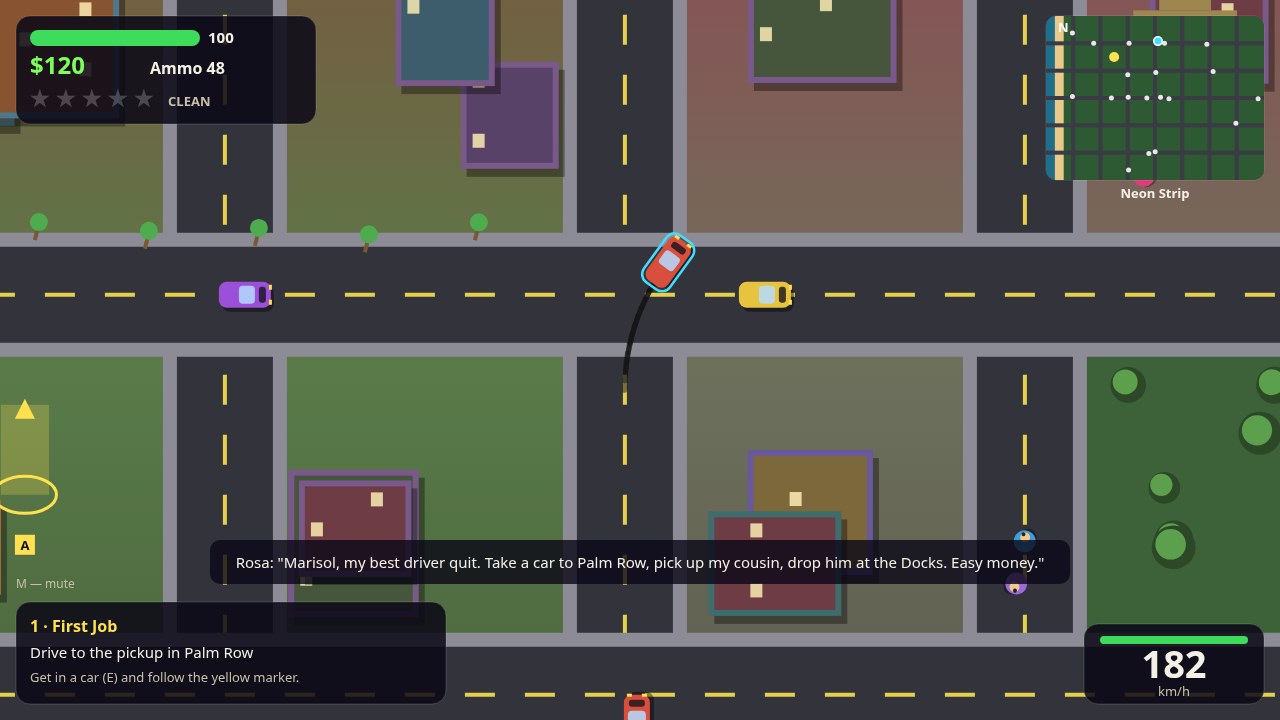 100
$120
Ammo 48
CLEAN
N
Neon Strip
A
M — mute
Rosa: "Marisol, my best driver quit. Take a car to Palm Row, pick up my cousin, drop him at the Docks. Easy money."
1 · First Job
Drive to the pickup in Palm Row
Get in a car (E) and follow the yellow marker.
182
km/h